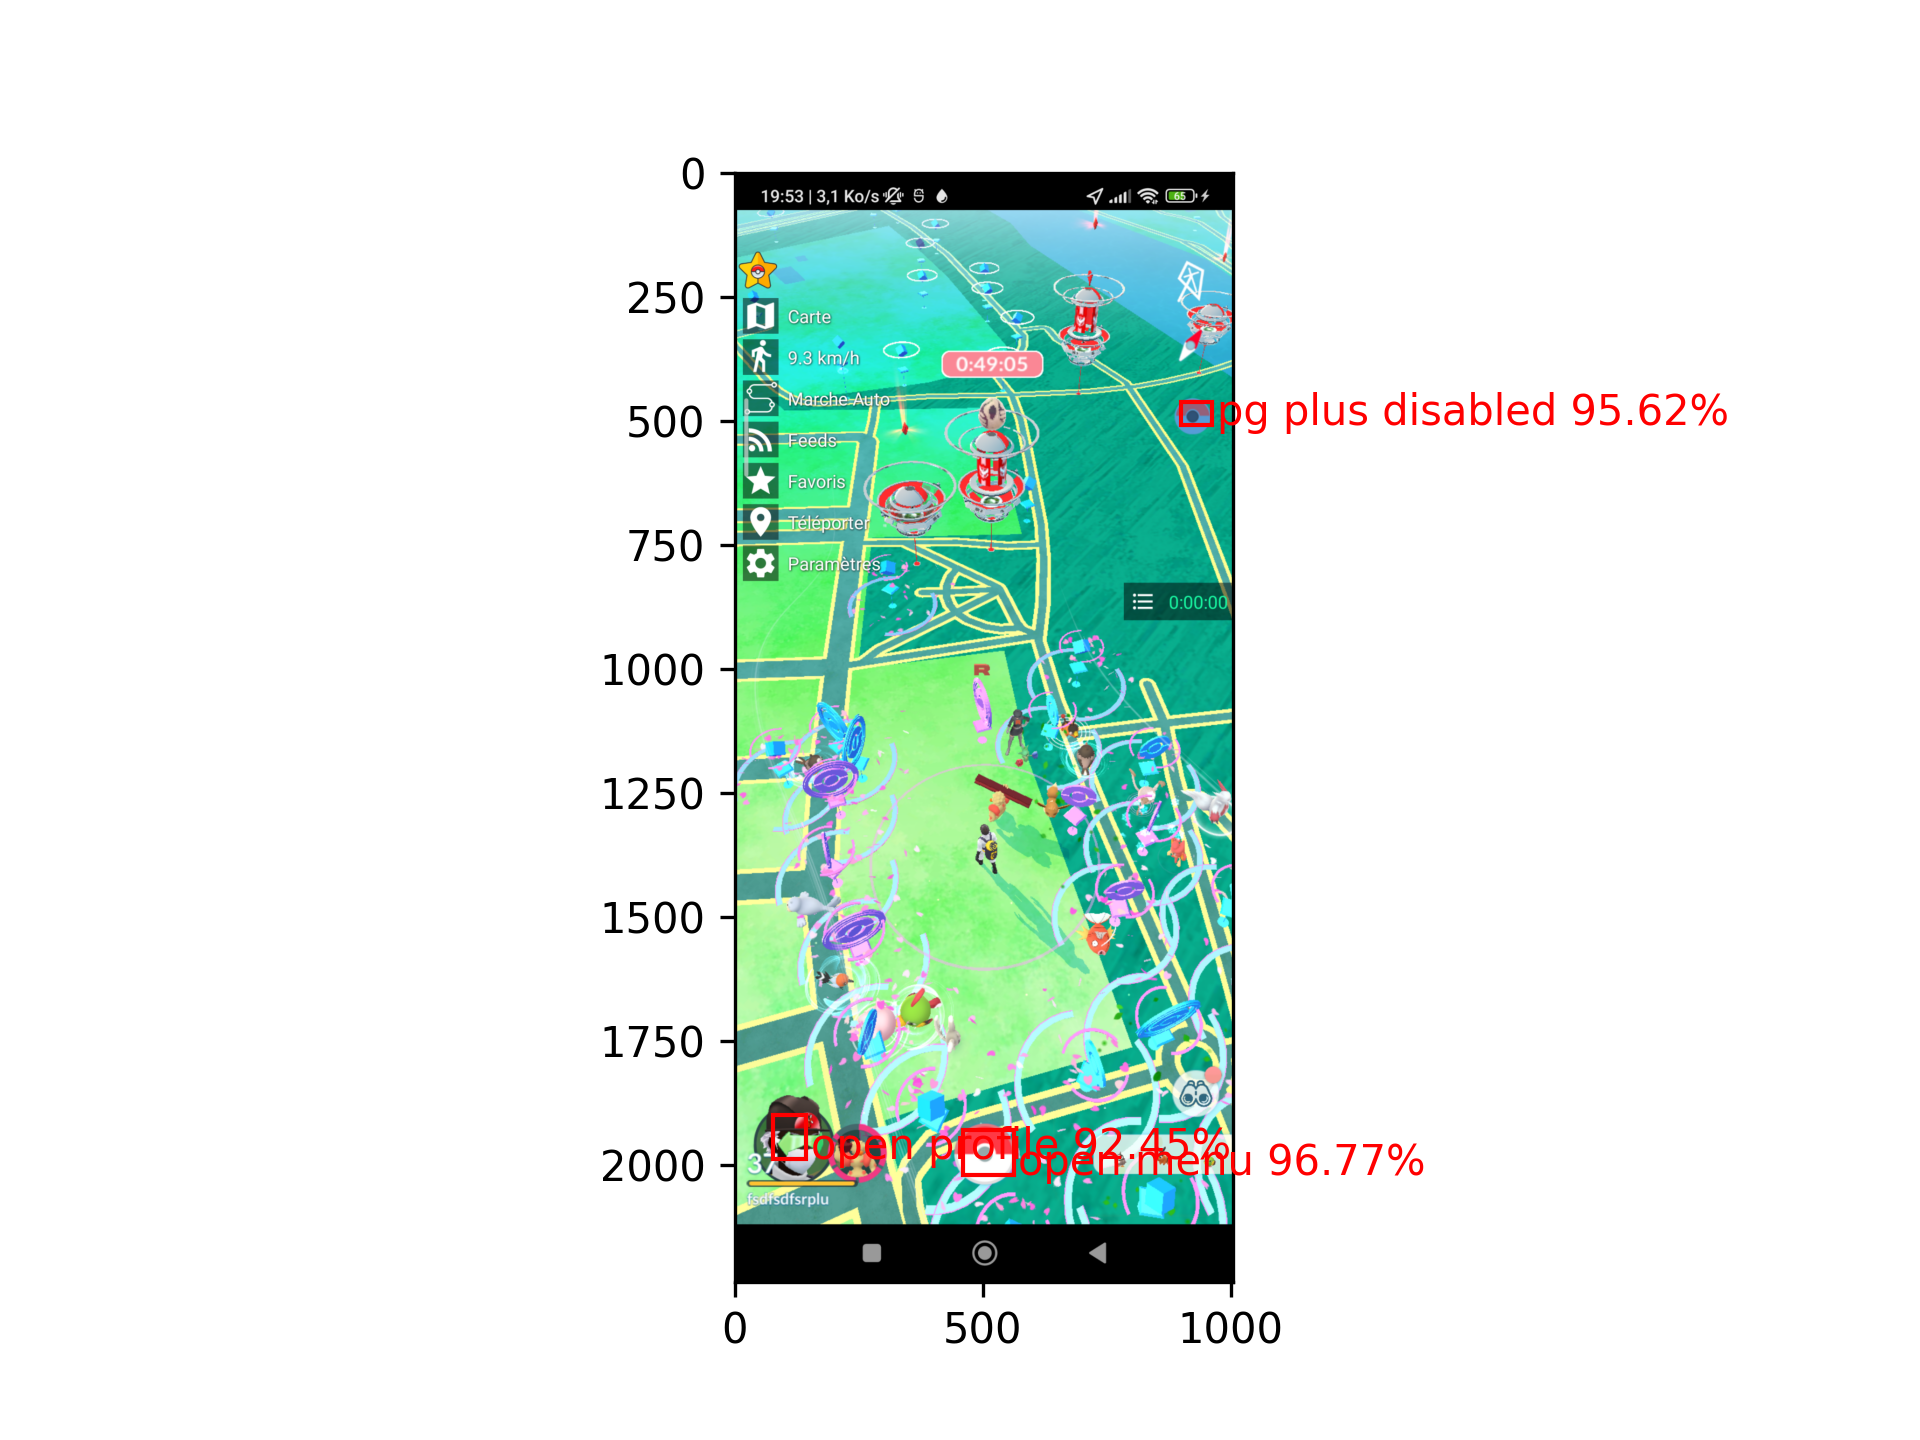 0
19:53 | 3,1 Ko/s
65
250
Carte
9.3 km/h
0:49:05
Marche Auto
pg plus disabled 95.62%
500
Feeds
Favoris
Téléporter
750
Paramètres
0:00:00
1000
R
1250
1500
1750
open profile 92.45%
open menu 96.77%
2000
fsdfsdfsrplu
0
500
1000